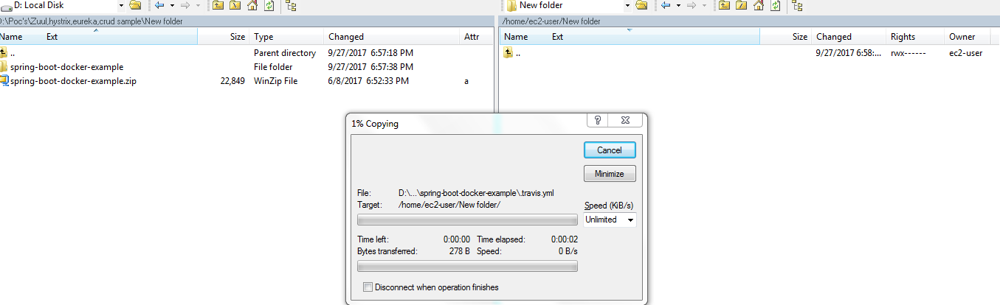 D: Local Disk New folder
D:\Poc's\Zuul,hystrix,eureka,crud sample\New folder /home/ec2-user/New folder
Name Ext Size Type Changed Attr Name Ext Size Changed Rights Owner
.. Parent directory 9/27/2017 6:57:18 PM .. 9/27/2017 6:58:... rwx------ ec2-user
spring-boot-docker-example File folder 9/27/2017 6:57:38 PM
spring-boot-docker-example.zip 22,849 WinZip File 6/8/2017 6:52:33 PM a
1% Copying ?
Cancel
Minimize
File: D:\...\spring-boot-docker-example\.travis.yml
Target: /home/ec2-user/New folder/
Speed (KiB/s)
Unlimited
Time left: 0:00:00 Time elapsed: 0:00:02
Bytes transferred: 278 B Speed: 0 B/s
Disconnect when operation finishes